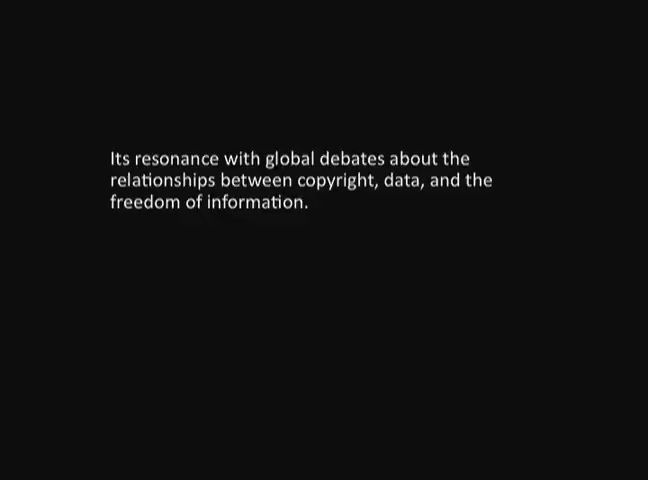 Its resonance with global debates about the
relationships between copyright, data, and the
freedom of information.